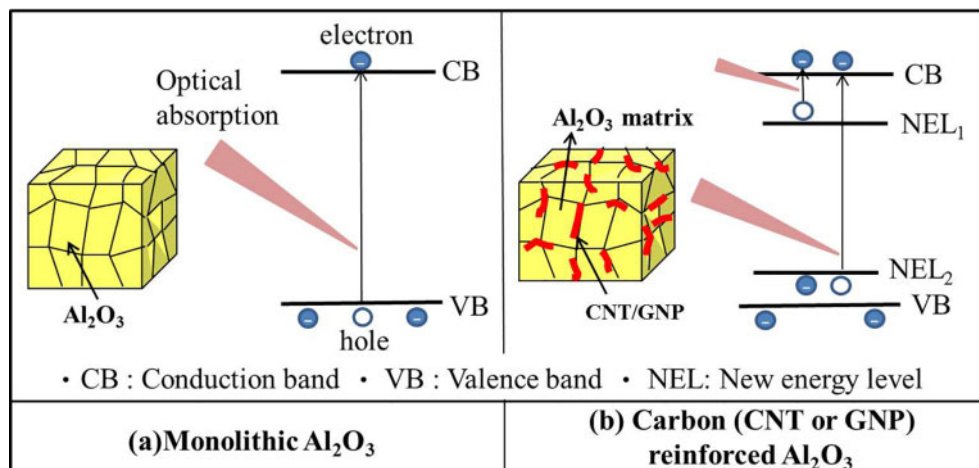 electron
CB
Optical
absorption
Al₂O₃
VB
hole
CB
NEL₁
Al₂O₃ matrix
NEL₂
VB
CNT/GNP
· CB : Conduction band · VB : Valence band · NEL: New energy level
(a)Monolithic Al₂O₃
(b) Carbon (CNT or GNP)
reinforced Al₂O₃